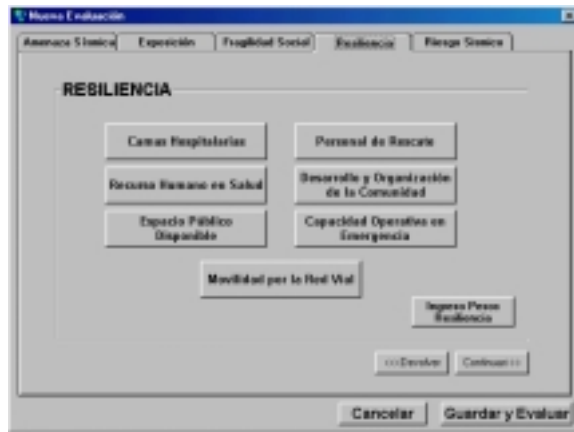 Nueva Evaluación
Amenaza Sísmica Exposición Fragilidad Social Resiliencia Riesgo Sísmico
RESILIENCIA
Camas Hospitalarias Personal de Rescate
Recurso Humano en Salud Desarrollo y Organización
de la Comunidad
Espacio Público
Disponible
Capacidad Operativa en
Emergencia
Movilidad por la Red Vial
Ingreso Pesos
Resiliencia
<<Devolver Continuar>>
Cancelar Guardar y Evaluar